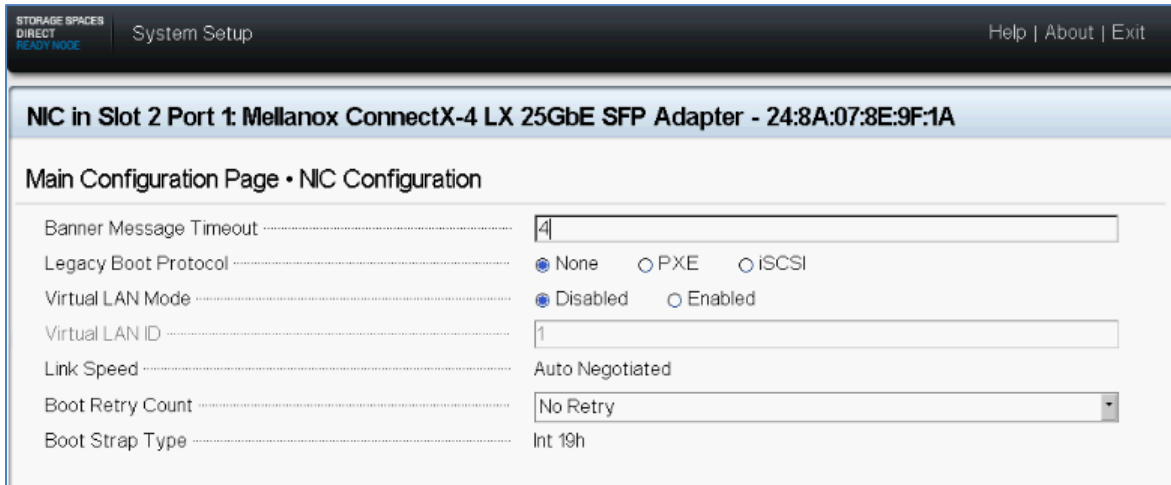 STORAGE SPACES
DIRECT
READY NODE
System Setup
Help | About | Exit
NIC in Slot 2 Port 1: Mellanox ConnectX-4 LX 25GbE SFP Adapter - 24:8A:07:8E:9F:1A
Main Configuration Page • NIC Configuration
Banner Message Timeout 4
Legacy Boot Protocol None PXE iSCSI
Virtual LAN Mode Disabled Enabled
Virtual LAN ID 1
Link Speed Auto Negotiated
Boot Retry Count No Retry
Boot Strap Type Int 19h